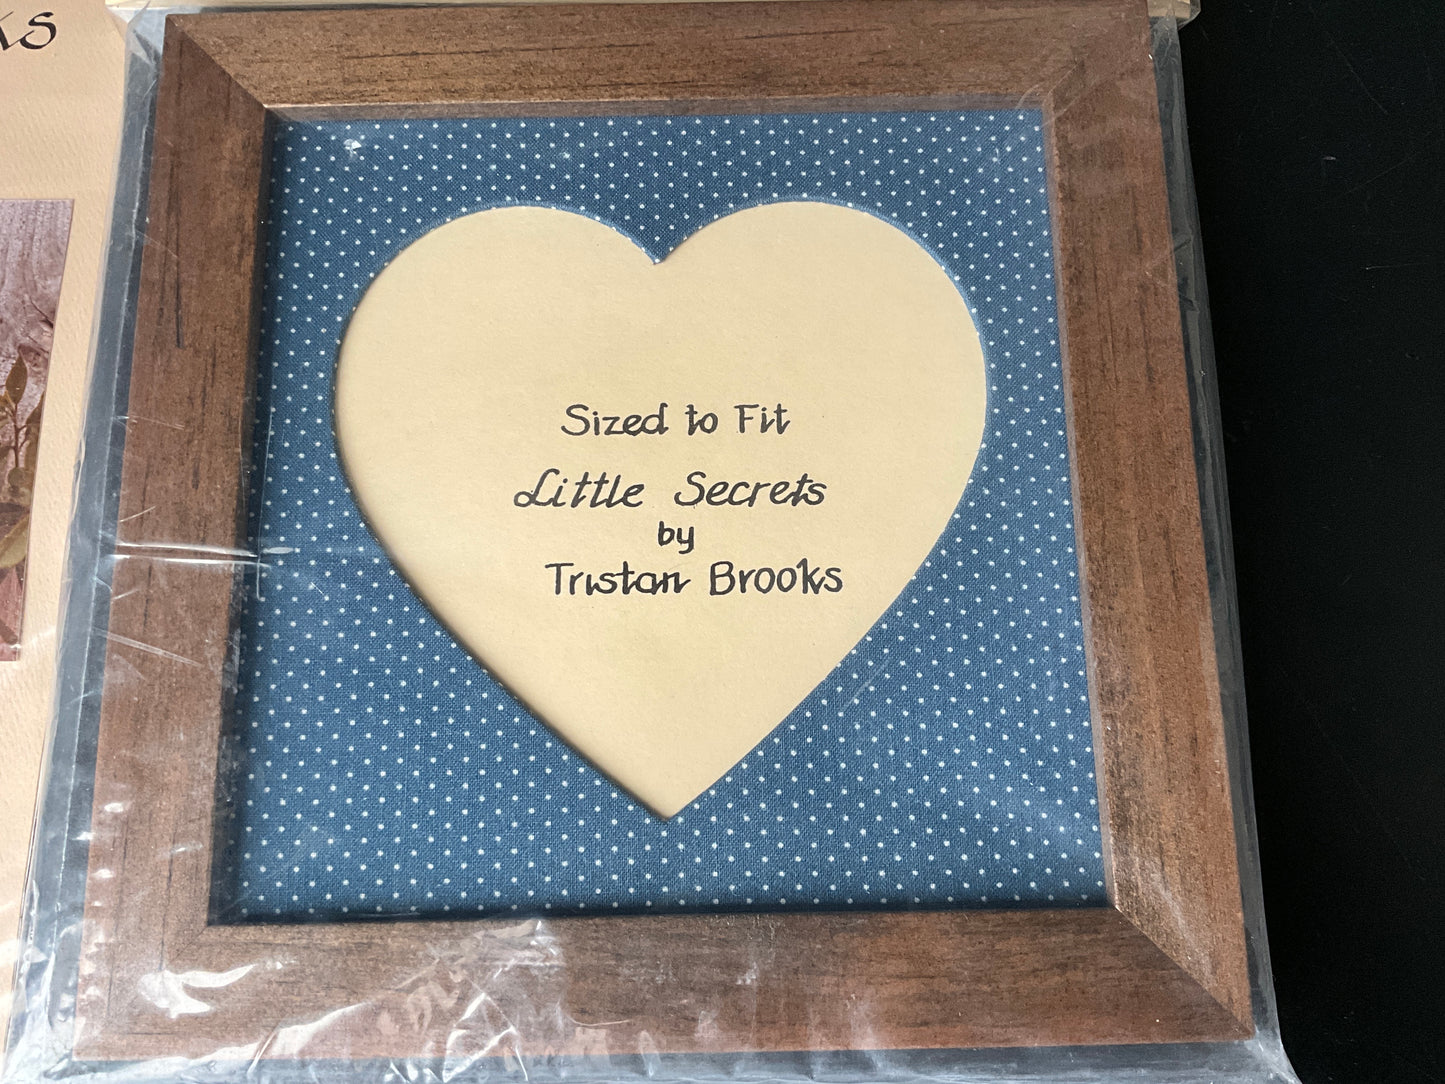 Sized to Fit
Little Secrets
by
Tristan Brooks